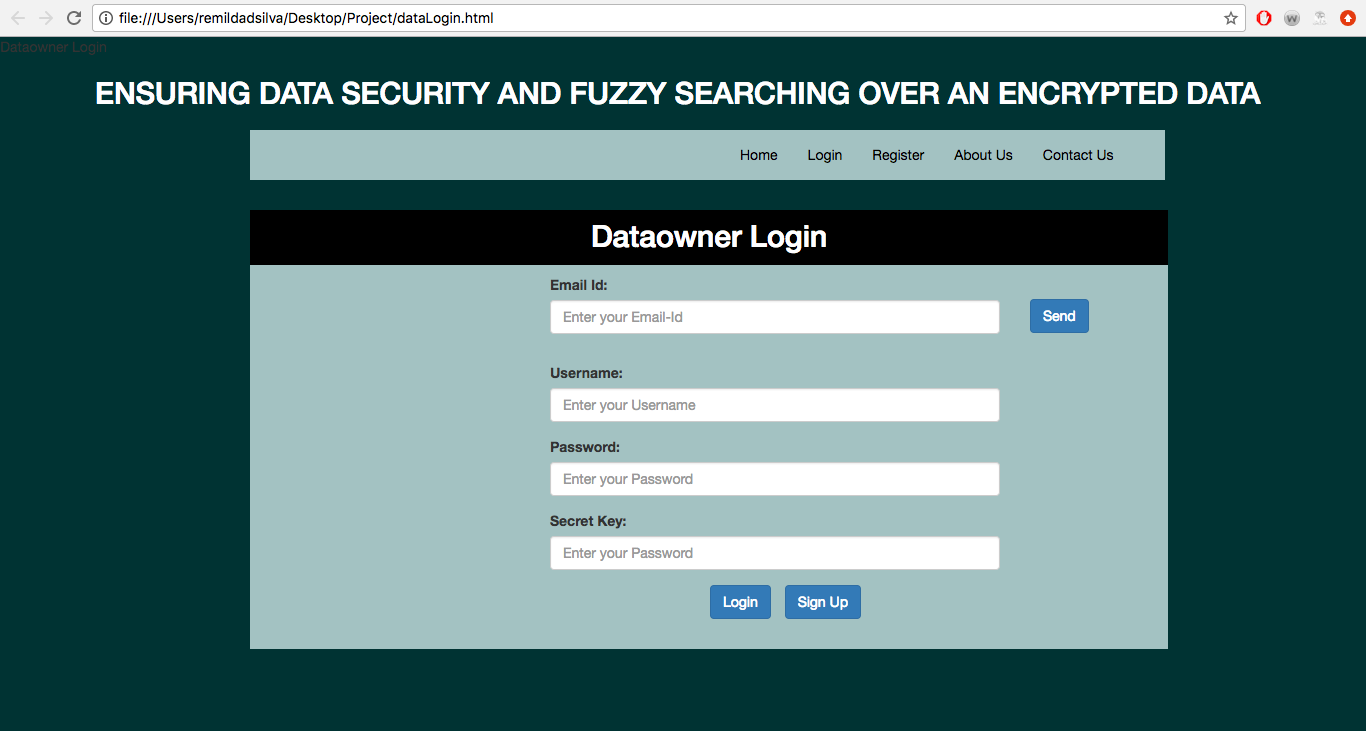 file:///Users/remildadsilva/Desktop/Project/dataLogin.html
W
Dataowner Login
ENSURING DATA SECURITY AND FUZZY SEARCHING OVER AN ENCRYPTED DATA
Home Login Register About Us Contact Us
Dataowner Login
Email Id:
Enter your Email-Id
Send
Username:
Enter your Username
Password:
Enter your Password
Secret Key:
Enter your Password
Login Sign Up